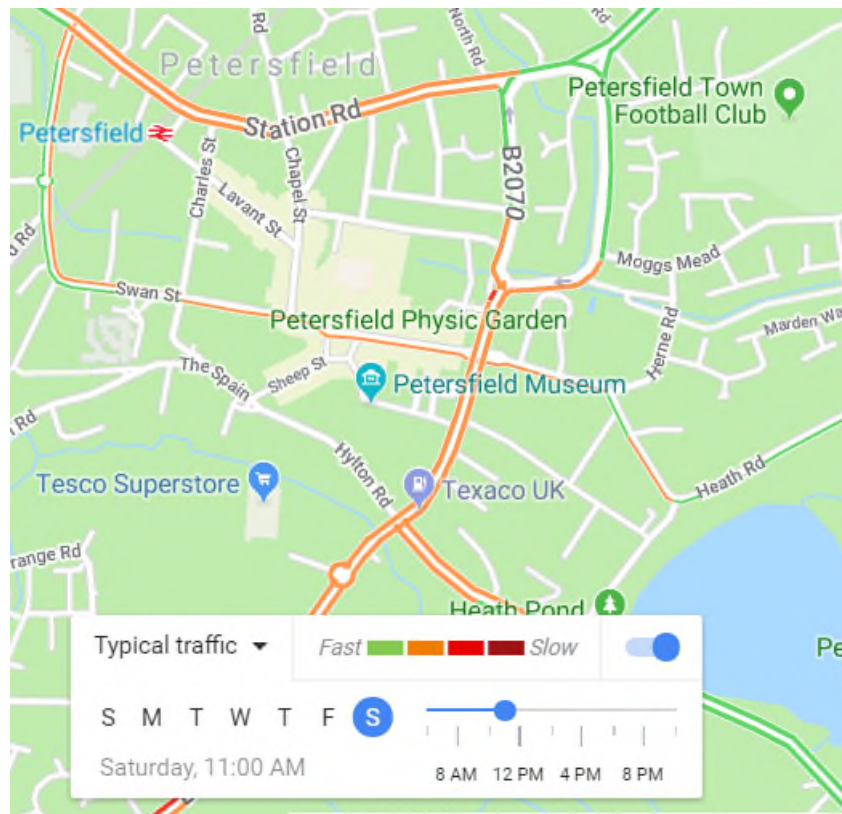 North Rd
Petersfield
Petersfield Town
Football Club
Station Rd
Petersfield
Charles St
Chapel St
B2070
Lavant St
Moggs Mead
Swan St
Petersfield Physic Garden
Herne Rd
Marden Wa
The Spain
Sheep St
Petersfield Museum
Rd
Hylton Rd
Tesco Superstore
Texaco UK
Heath Rd
range Rd
Heath Pond
Typical traffic
Fast
Slow
Pe
S M T W T F S
Saturday, 11:00 AM
8 AM 12 PM 4 PM 8 PM